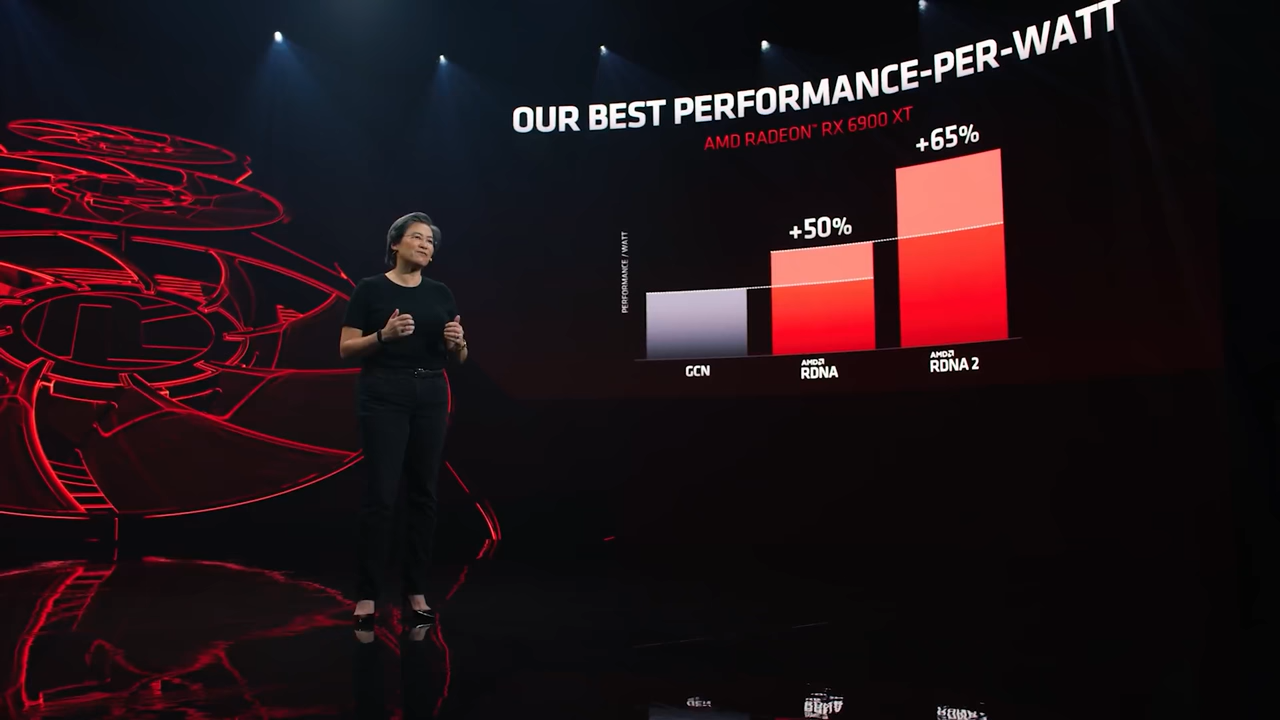 OUR BEST PERFORMANCE-PER-WATT
AMD RADEON™ RX 6900 XT
+65%
+50%
PERFORMANCE / WATT
GCN
AMD
RDNA
AMD
RDNA 2